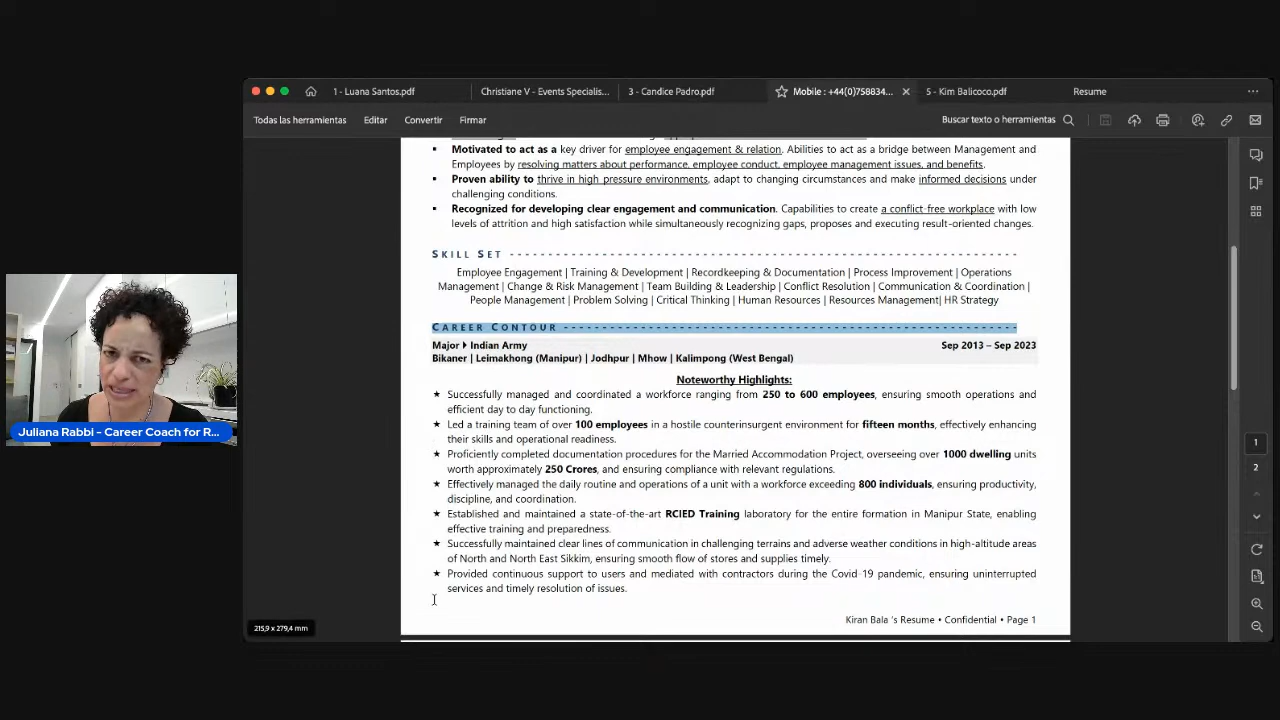 1 - Luana Santos.pdf
Christiane V - Events Specialis...
3 - Candice Padro.pdf
Mobile : +44(0)758834...
5 - Kim Balicoco.pdf
Resume
Todas las herramientas
Editar
Convertir
Firmar
Buscar texto o herramientas
Motivated to act as a key driver for employee engagement & relation. Abilities to act as a bridge between Management and
Employees by resolving matters about performance, employee conduct, employee management issues, and benefits.
Proven ability to thrive in high pressure environments, adapt to changing circumstances and make informed decisions under
challenging conditions.
Recognized for developing clear engagement and communication. Capabilities to create a conflict-free workplace with low
levels of attrition and high satisfaction while simultaneously recognizing gaps, proposes and executing result-oriented changes.
SKILL SET
Employee Engagement | Training & Development | Recordkeeping & Documentation | Process Improvement | Operations
Management | Change & Risk Management | Team Building & Leadership | Conflict Resolution | Communication & Coordination |
People Management | Problem Solving | Critical Thinking | Human Resources | Resources Management| HR Strategy
CAREER CONTOUR
Major Indian Army Sep 2013 – Sep 2023
Bikaner | Leimakhong (Manipur) | Jodhpur | Mhow | Kalimpong (West Bengal)
Noteworthy Highlights:
★ Successfully managed and coordinated a workforce ranging from 250 to 600 employees, ensuring smooth operations and
efficient day to day functioning.
★ Led a training team of over 100 employees in a hostile counterinsurgent environment for fifteen months, effectively enhancing
their skills and operational readiness.
★ Proficiently completed documentation procedures for the Married Accommodation Project, overseeing over 1000 dwelling units
worth approximately 250 Crores, and ensuring compliance with relevant regulations.
★ Effectively managed the daily routine and operations of a unit with a workforce exceeding 800 individuals, ensuring productivity,
discipline, and coordination.
★ Established and maintained a state-of-the-art RCIED Training laboratory for the entire formation in Manipur State, enabling
effective training and preparedness.
★ Successfully maintained clear lines of communication in challenging terrains and adverse weather conditions in high-altitude areas
of North and North East Sikkim, ensuring smooth flow of stores and supplies timely.
★ Provided continuous support to users and mediated with contractors during the Covid-19 pandemic, ensuring uninterrupted
services and timely resolution of issues.
Kiran Bala 's Resume • Confidential • Page 1
215,9 x 279,4 mm
1
2
Juliana Rabbi - Career Coach for R...